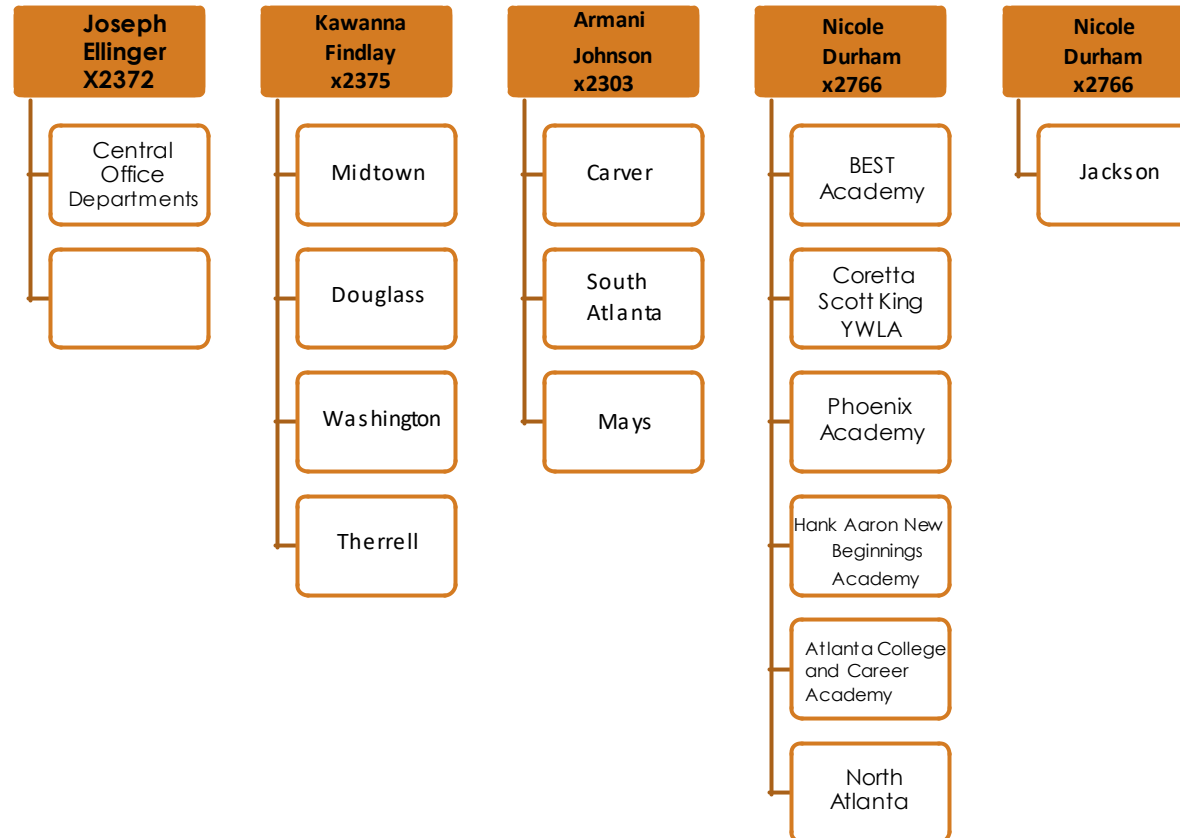 Joseph
Ellinger
X2372
Central
Office
Departments
Kawanna
Findlay
x2375
Midtown
Douglass
Washington
Therrell
Armani
Johnson
x2303
Carver
South
Atlanta
Mays
Nicole
Durham
x2766
BEST
Academy
Coretta
Scott King
YWLA
Phoenix
Academy
Hank Aaron New
Beginnings
Academy
Atlanta College
and Career
Academy
North
Atlanta
Nicole
Durham
x2766
Jackson